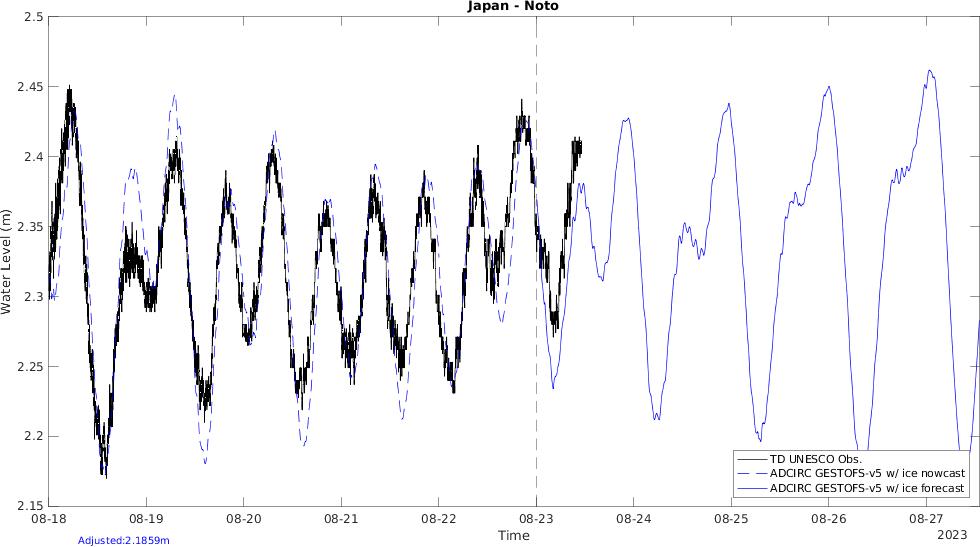 Japan - Noto
2.5
2.45
2.4
2.35
2.3
2.25
2.2
2.15
Water Level (m)
TD UNESCO Obs.
ADCIRC GESTOFS-v5 w/ ice nowcast
ADCIRC GESTOFS-v5 w/ ice forecast
08-18 08-19 08-20 08-21 08-22 08-23 08-24 08-25 08-26 08-27
Time
2023
Adjusted:2.1859m